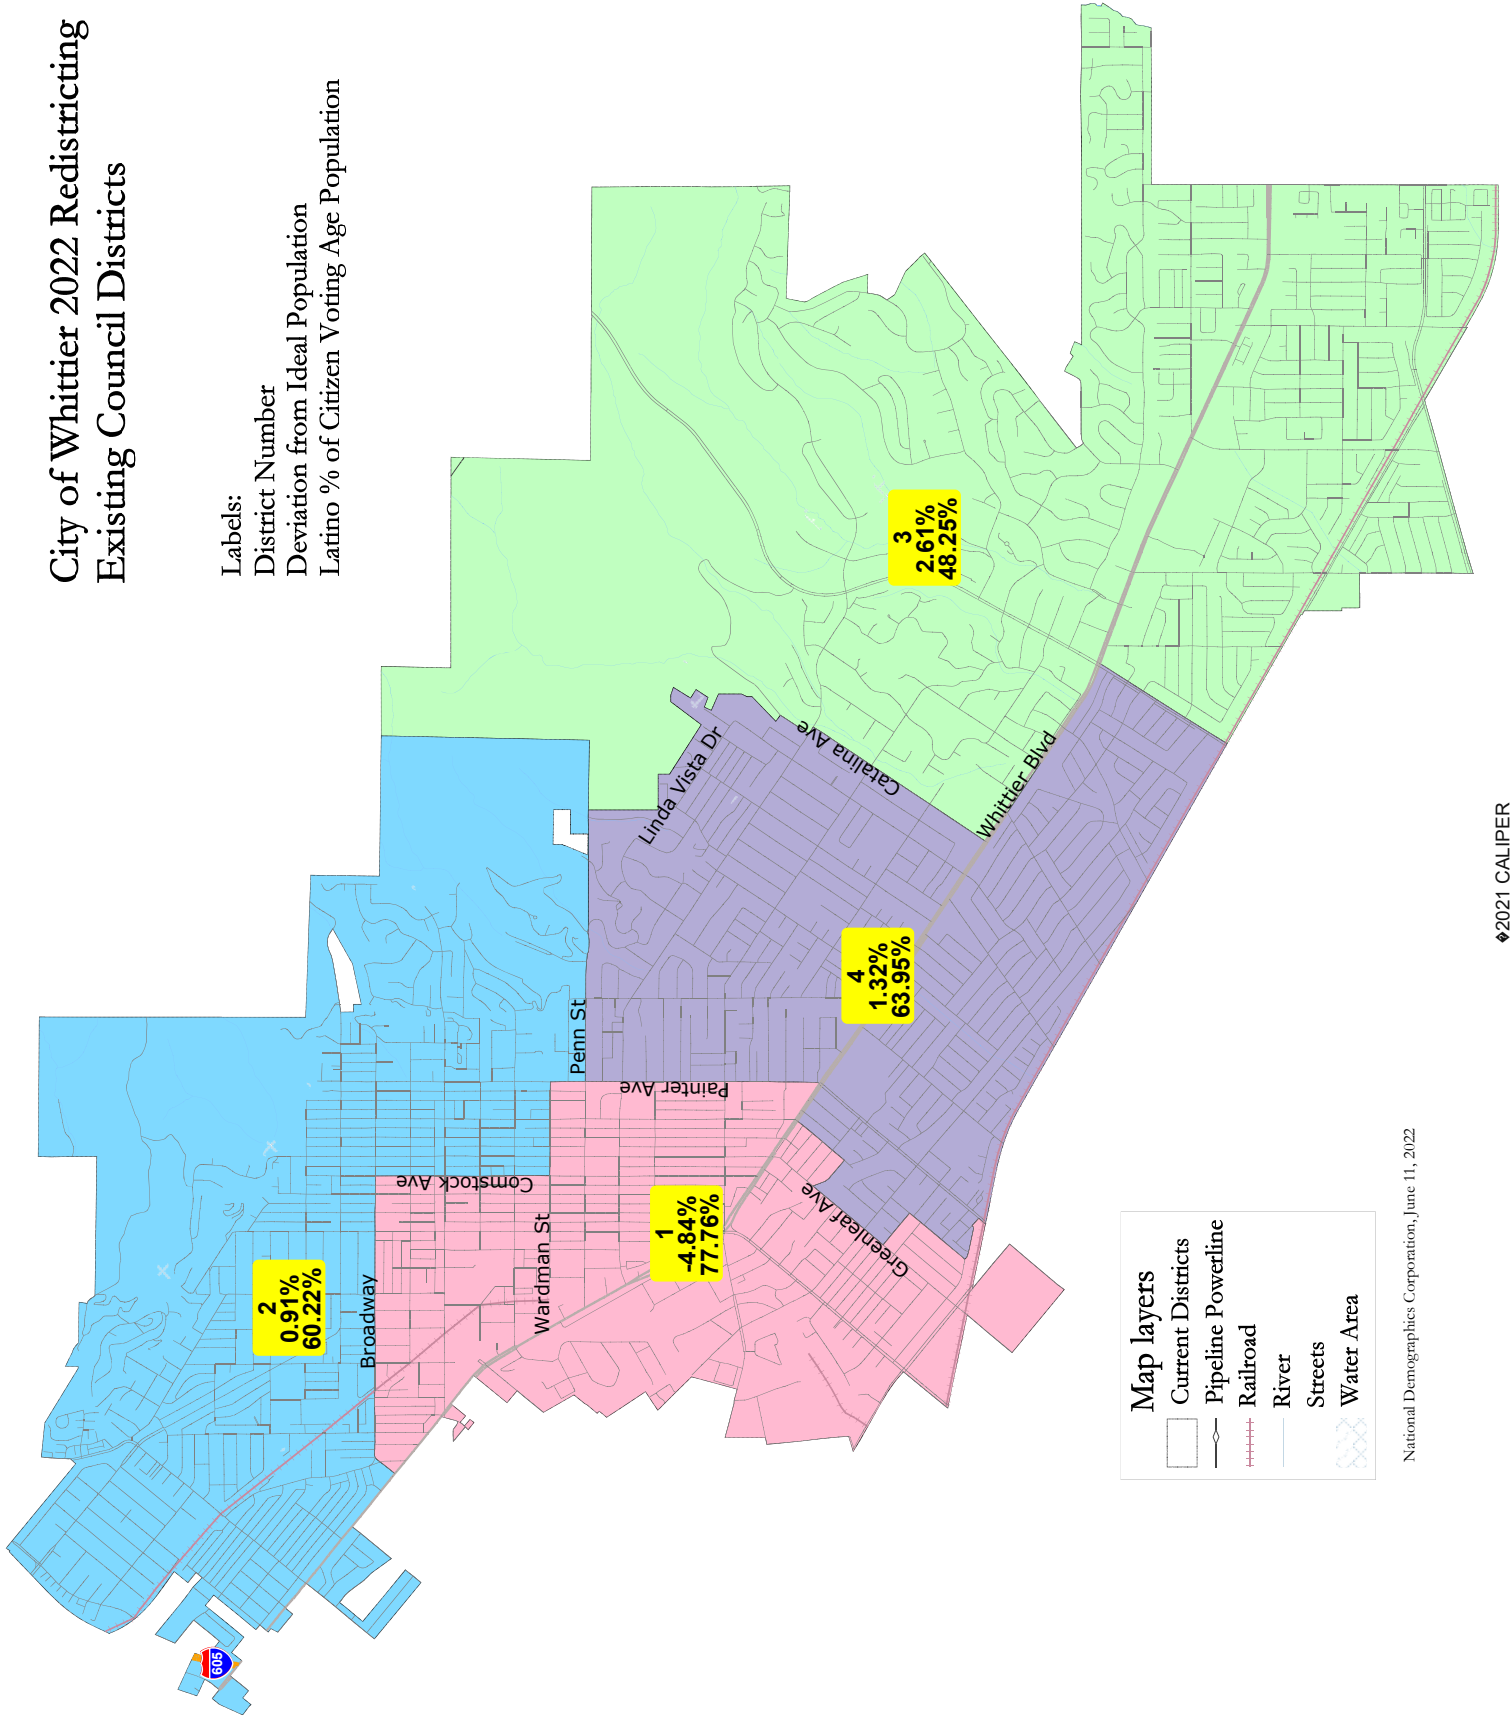 City of Whittier 2022 Redistricting
Existing Council Districts
Labels:
District Number
Deviation from Ideal Population
Latino % of Citizen Voting Age Population
2
0.91%
60.22%
605
Broadway
Comstock Ave
Wardman St
Penn St
Painter Ave
1
-4.84%
77.76%
Greenleaf Ave
4
1.32%
63.95%
Linda Vista Dr
Catalina Ave
Whittier Blvd
3
2.61%
48.25%
Map layers
Current Districts
Pipeline Powerline
Railroad
River
Streets
Water Area
National Demographics Corporation, June 11, 2022
�2021 CALIPER